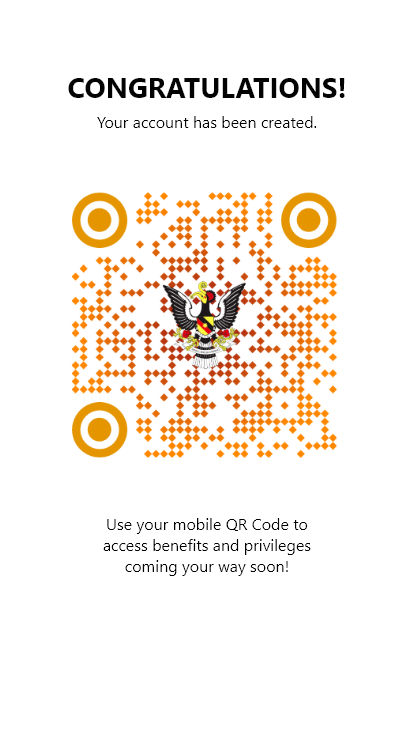 CONGRATULATIONS!
Your account has been created.
Use your mobile QR Code to
access benefits and privileges
coming your way soon!